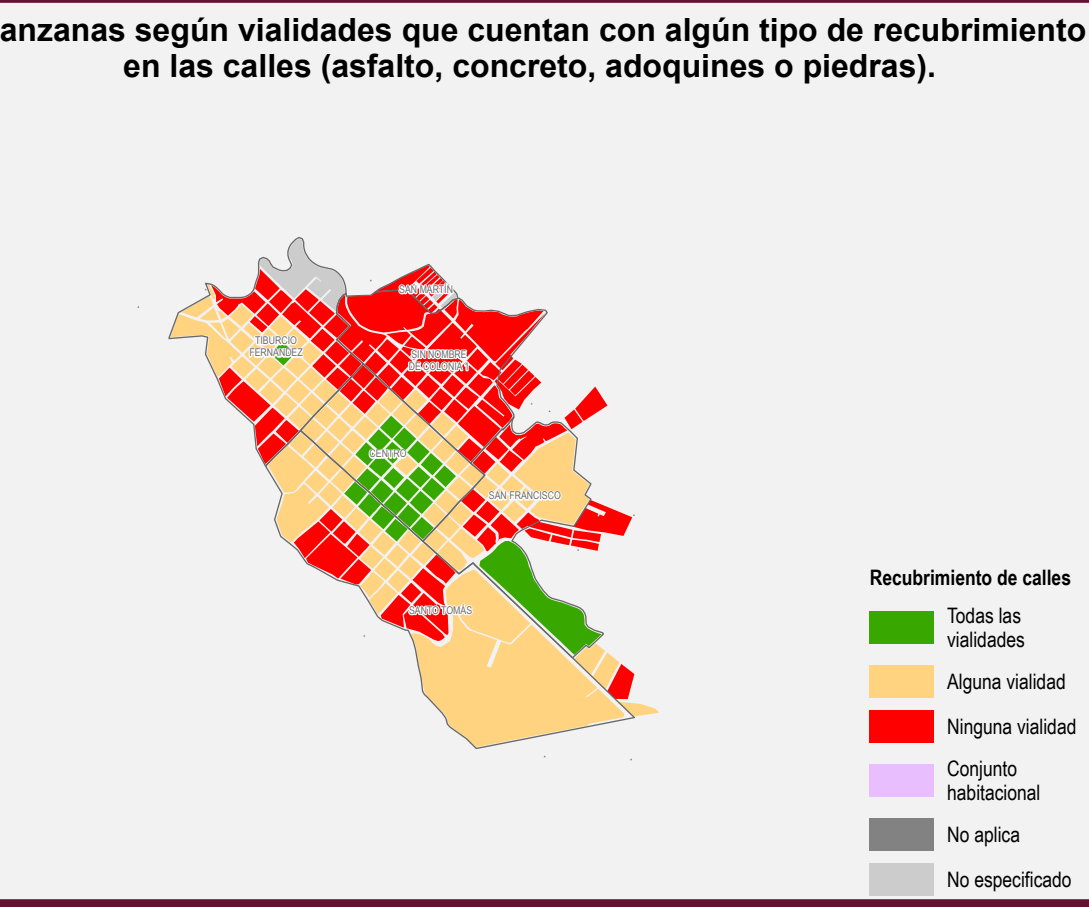 anzanas según vialidades que cuentan con algún tipo de recubrimiento
en las calles (asfalto, concreto, adoquines o piedras).
SAN MARTÍN
TIBURCIO
FERNÁNDEZ
SIN NOMBRE
DE COLONIA 1
CENTRO
SAN FRANCISCO
SANTO TOMÁS
Recubrimiento de calles
Todas las
vialidades
Alguna vialidad
Ninguna vialidad
Conjunto
habitacional
No aplica
No especificado